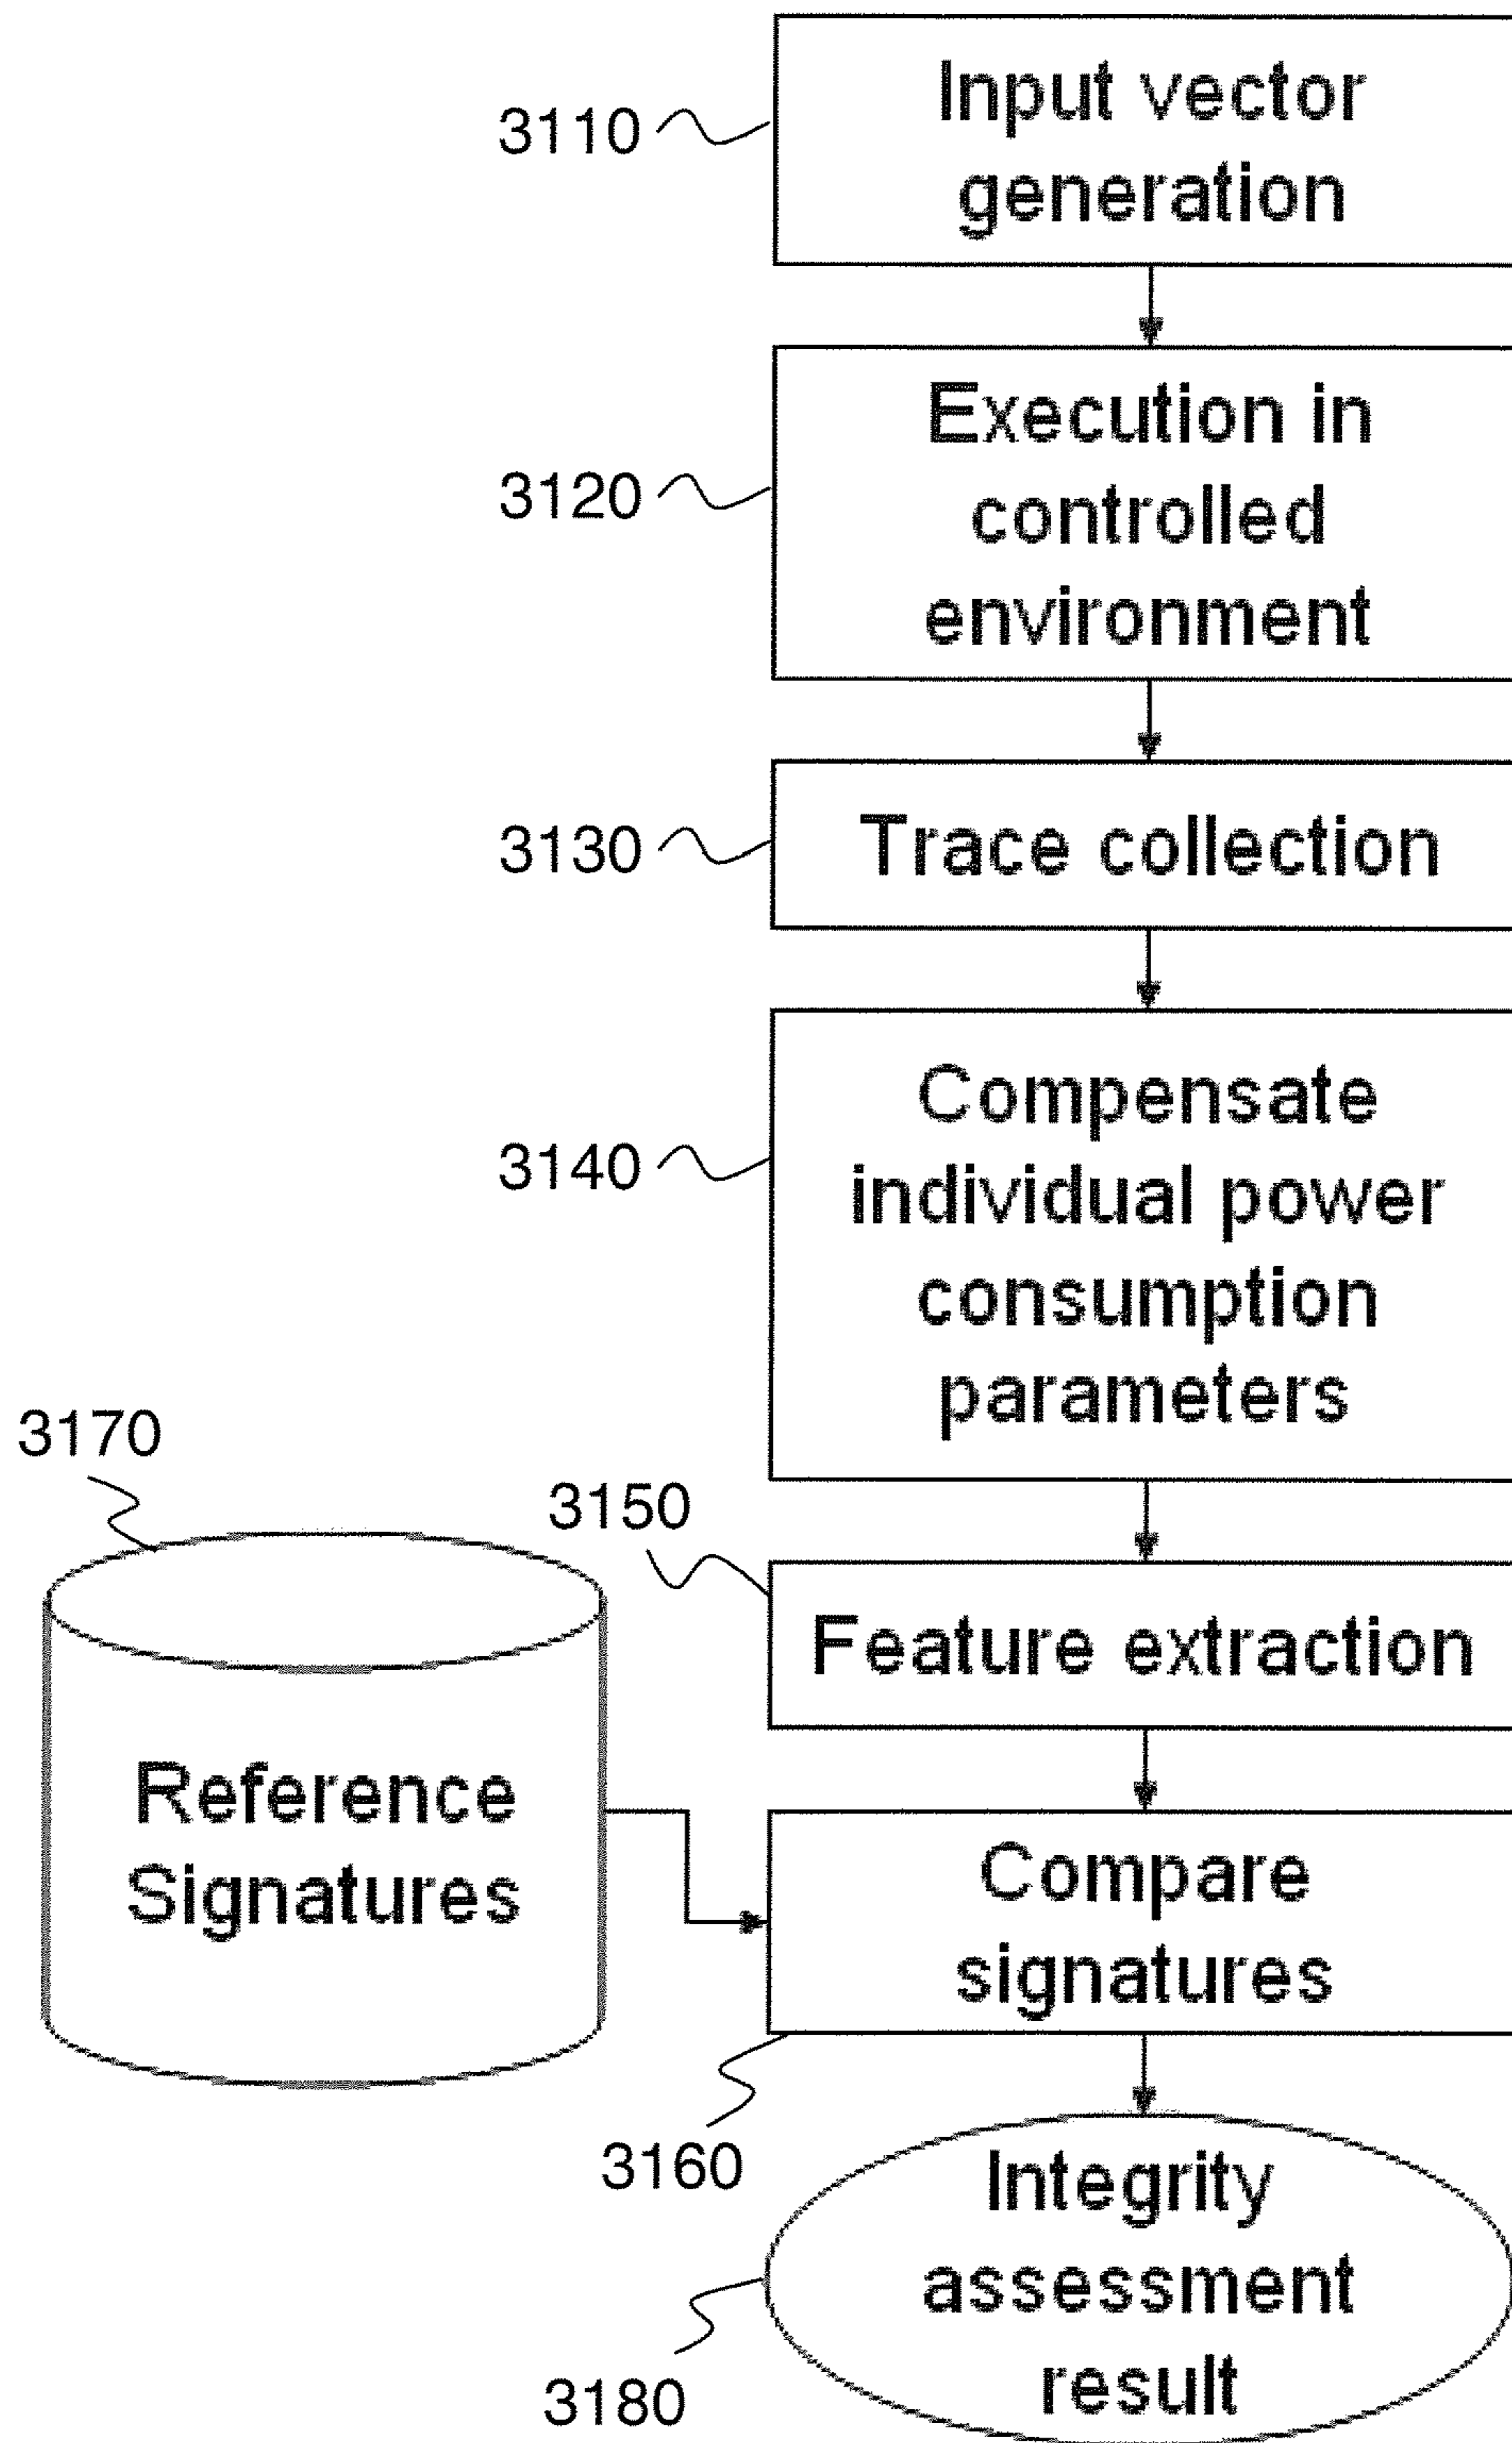 3110
Input vector
generation
3120
Execution in
controlled
environment
3130
Trace collection
3140
Compensate
individual power
consumption
parameters
3170
3150
Feature extraction
Reference
Signatures
Compare
signatures
3160
Integrity
assessment
result
3180